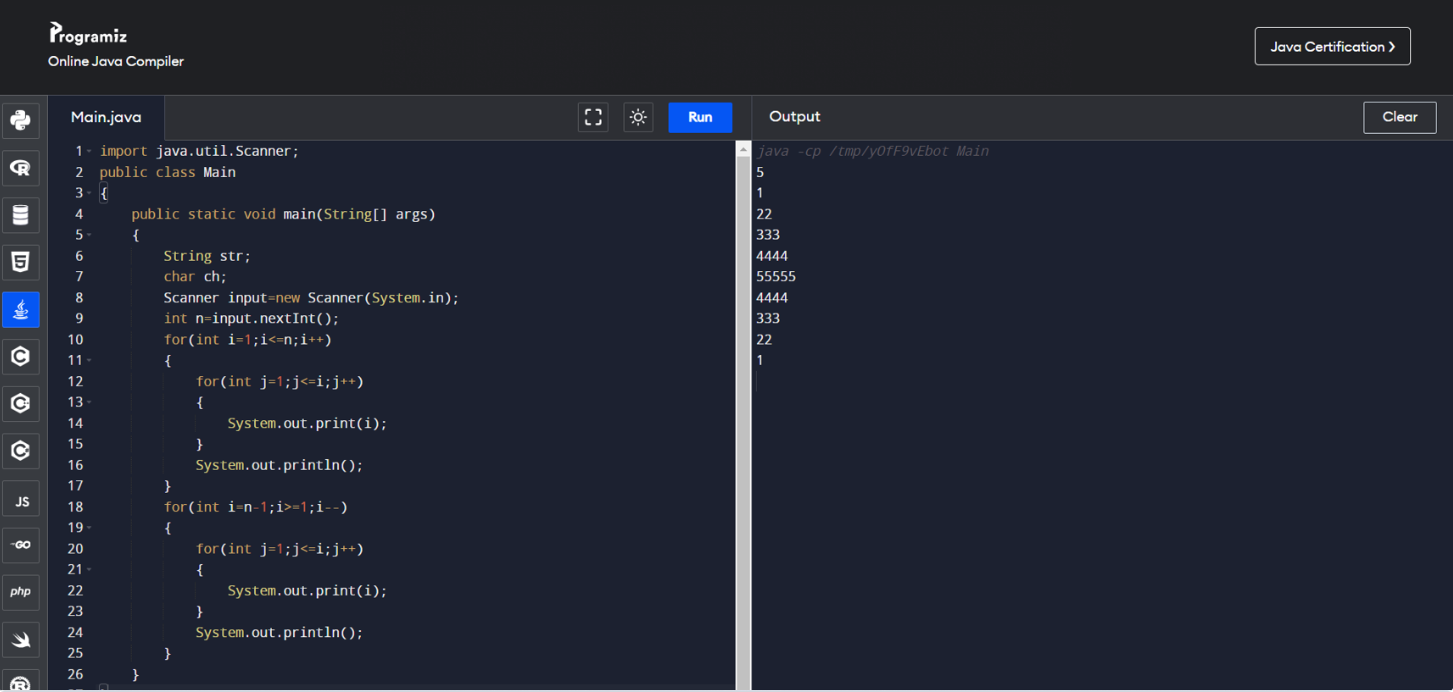 Programiz
Online Java Compiler
Java Certification ❯
Main.java
Run
Output
Clear
1 import java.util.Scanner;
2 public class Main
3 {
4     public static void main(String[] args)
5     {
6         String str;
7         char ch;
8         Scanner input=new Scanner(System.in);
9         int n=input.nextInt();
10         for(int i=1;i<=n;i++)
11         {
12             for(int j=1;j<=i;j++)
13             {
14                 System.out.print(i);
15             }
16             System.out.println();
17         }
18         for(int i=n-1;i>=1;i--)
19         {
20             for(int j=1;j<=i;j++)
21             {
22                 System.out.print(i);
23             }
24             System.out.println();
25         }
26     }
java -cp /tmp/yOfF9vEbot Main
5
1
22
333
4444
55555
4444
333
22
1
JS
GO
php